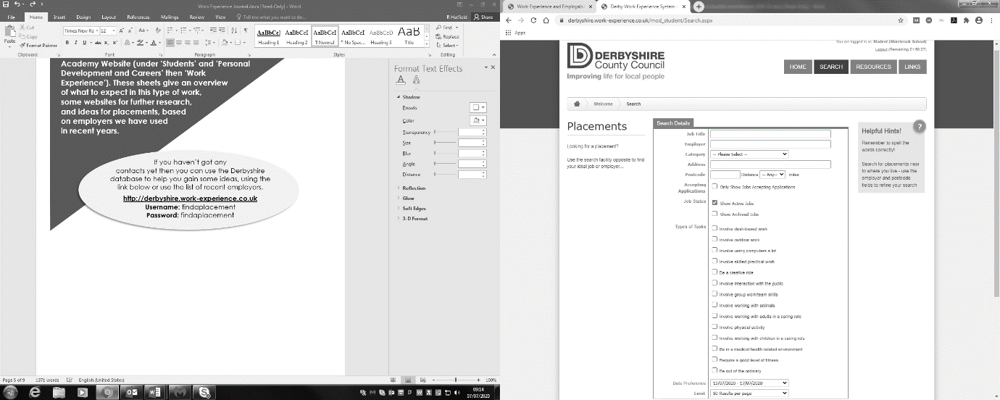 Work Experience Journal.docx [Read-Only] - Word
File Home Insert Design Layout References Mailings Review View Tell me what you want to do... R Hatfield Share
Paste
Cut
Copy
Format Painter
Clipboard
Times New Ro 12
Font
Paragraph
AaBbCcI AaBbCcI AaBbCcI AaBbCcI AaBbCcD AaB
Heading 1 Heading 2 ¶ Normal ¶ No Spac... Heading 3 Title
Styles
Find
Replace
Select
Editing
Academy Website (under 'Students' and 'Personal
Development and Careers' then 'Work
Experience'). These sheets give an overview
of what to expect in this type of work,
some websites for further research,
and ideas for placements, based
on employers we have used
in recent years.
If you haven't got any
contacts yet then you can use the Derbyshire
database to help you gain some ideas, using the
link below or use the list of recent employers.
http://derbyshire.work-experience.co.uk
Username: findaplacement
Password: findaplacement
Format Text Effects
Shadow
Presets
Color
Transparency
Size
Blur
Angle
Distance
Reflection
Glow
Soft Edges
3-D Format
Page 5 of 9 1371 words English (United States) 100%
09:14
07/07/2020
Work Experience and Employabi
Derby Work Experience System -
derbyshire.work-experience.co.uk/mod_student/Search.aspx
Apps
You are logged in as Student (Shirebrook School)
Logout (Remaining 01:59:27)
DERBYSHIRE
County Council
Improving life for local people
HOME SEARCH RESOURCES LINKS
Welcome Search
Placements
Looking for a placement?
Use the search facility opposite to find
your ideal job or employer...
Search Details
Job Title
Employer
Category -- Please Select --
Address
Postcode Distance -- Any-- miles
Accepting
Applications
Only Show Jobs Accepting Applications
Job Status Show Active Jobs
Show Archived Jobs
Types of Tasks Involve desk-based work
Involve outdoor work
Involve using computers a lot
Involve skilled practical work
Be a creative role
Involve interaction with the public
Involve group work/team skills
Involve working with animals
Involve working with adults in a caring role
Involve physical activity
Involve working with children in a caring role
Be in a medical health related environment
Require a good level of fitness
Be out of the ordinary
Date Preference 13/07/2020 - 17/07/2020
Limit 50 Results per page
Helpful Hints!
?
Remember to spell the
words correctly!
Search for placements near
to where you live - use the
employer and postcode
fields to refine your search